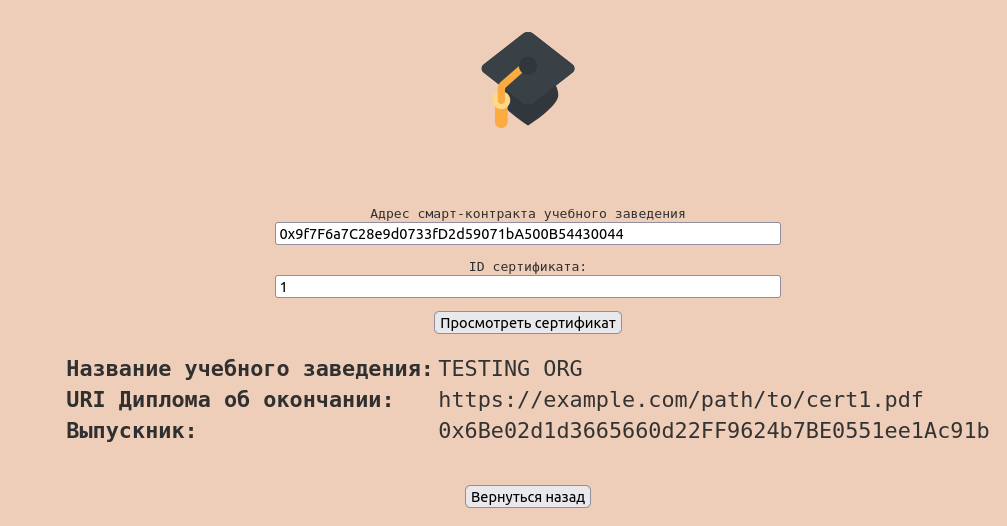 Адрес смарт-контракта учебного заведения
0x9f7F6a7C28e9d0733fD2d59071bA500B54430044
ID сертификата:
1
Просмотреть сертификат
Название учебного заведения: TESTING ORG
URI Диплома об окончании: https://example.com/path/to/cert1.pdf
Выпускник: 0x6Be02d1d3665660d22FF9624b7BE0551ee1Ac91b
Вернуться назад